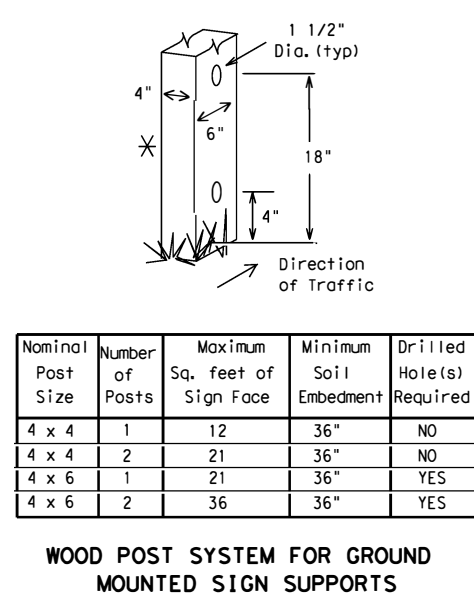 1 1/2"
Dia. (typ)
4"
6"
18"
4"
Direction
of Traffic
Nominal Post Size
Number of Posts
Maximum Sq. feet of Sign Face
Minimum Soil Embedment
Drilled Hole(s) Required
4 x 4 1 12 36" NO
4 x 4 2 21 36" NO
4 x 6 1 21 36" YES
4 x 6 2 36 36" YES
WOOD POST SYSTEM FOR GROUND
MOUNTED SIGN SUPPORTS